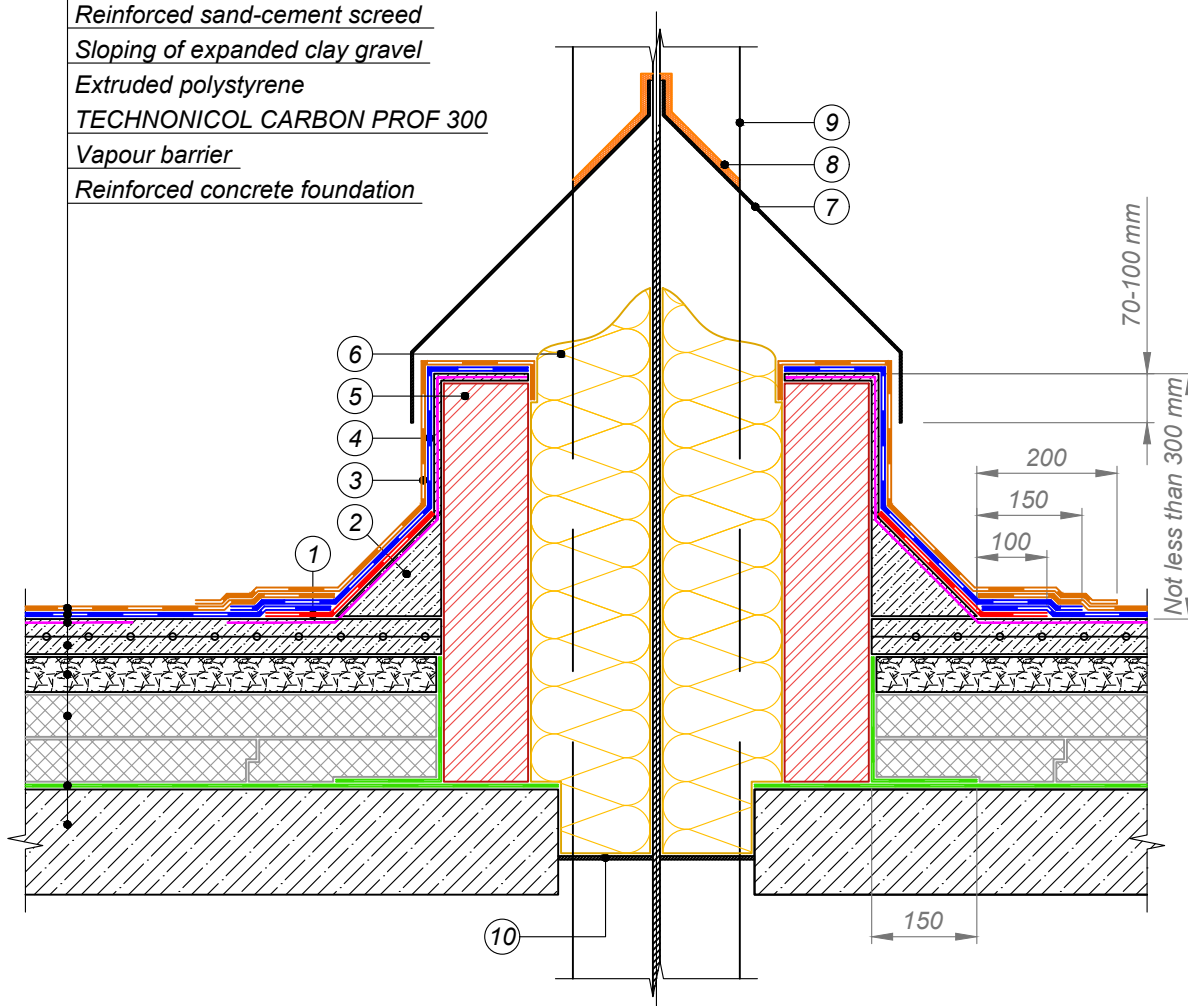 Reinforced sand-cement screed
Sloping of expanded clay gravel
Extruded polystyrene
TECHNONICOL CARBON PROF 300
Vapour barrier
Reinforced concrete foundation
9
8
7
70-100 mm
6
5
4
3
2
1
Not less than 300 mm
200
150
100
10
150